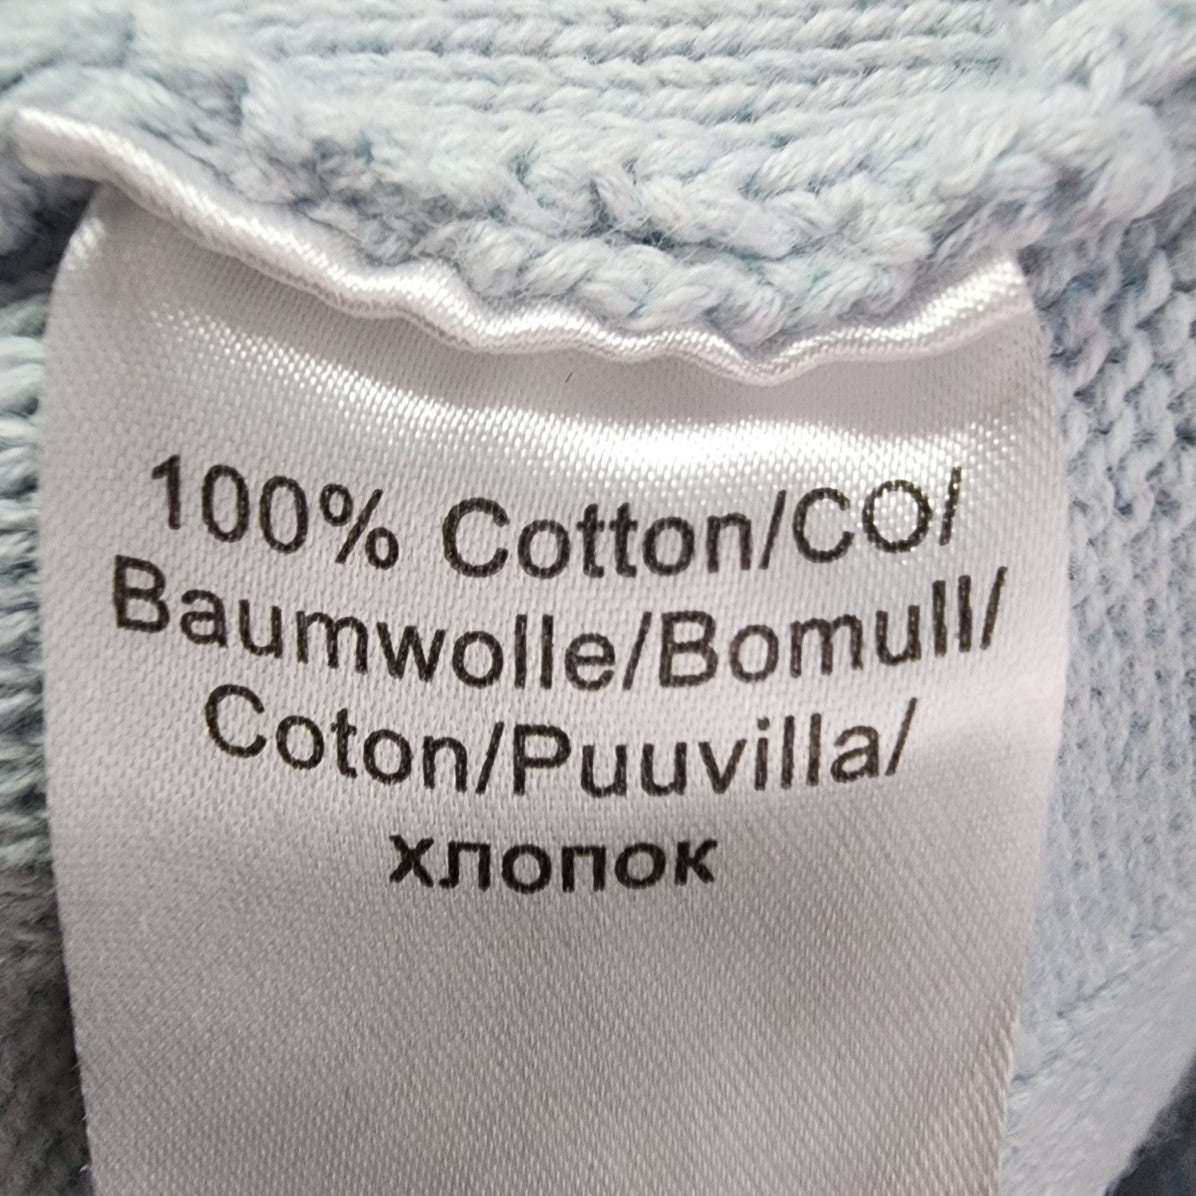 100% Cotton/CO/
Baumwolle/Bomull/
Coton/Puuvilla/
хлопок